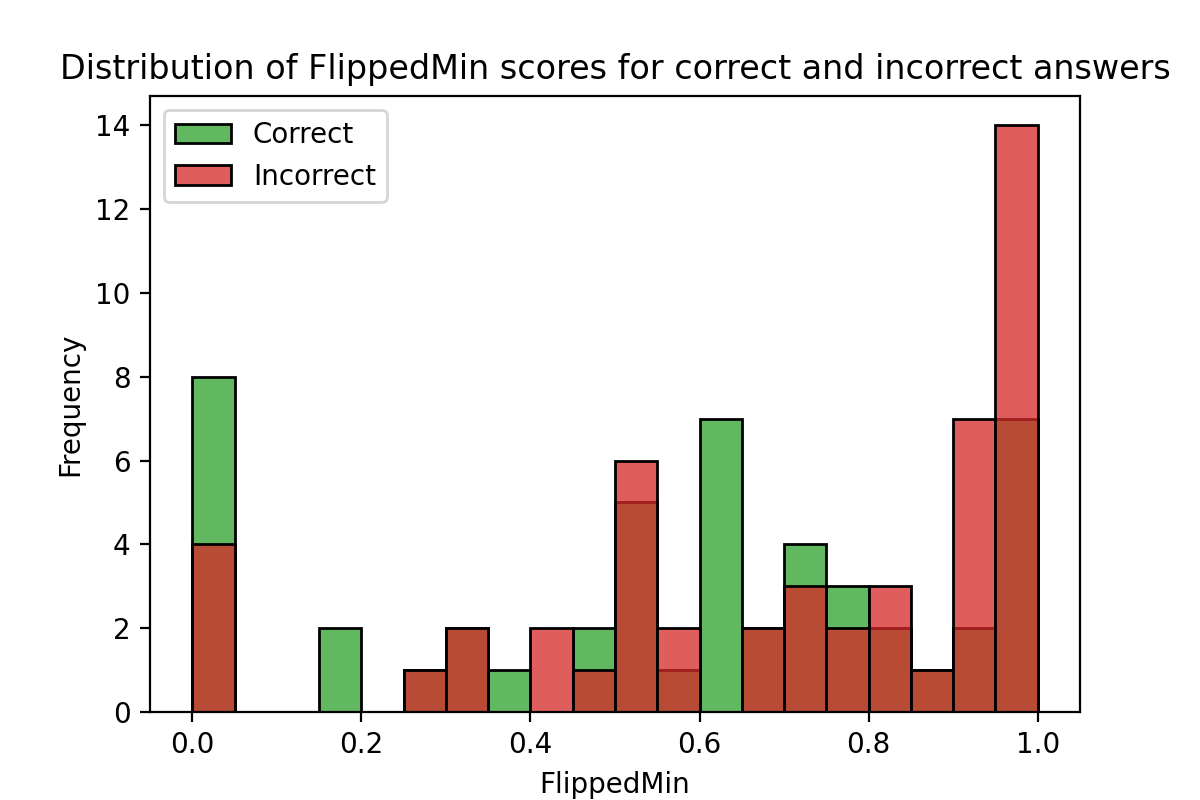 Distribution of FlippedMin scores for correct and incorrect answers
Correct
Incorrect
14
12
10
8
6
4
2
0
Frequency
0.0 0.2 0.4 0.6 0.8 1.0
FlippedMin